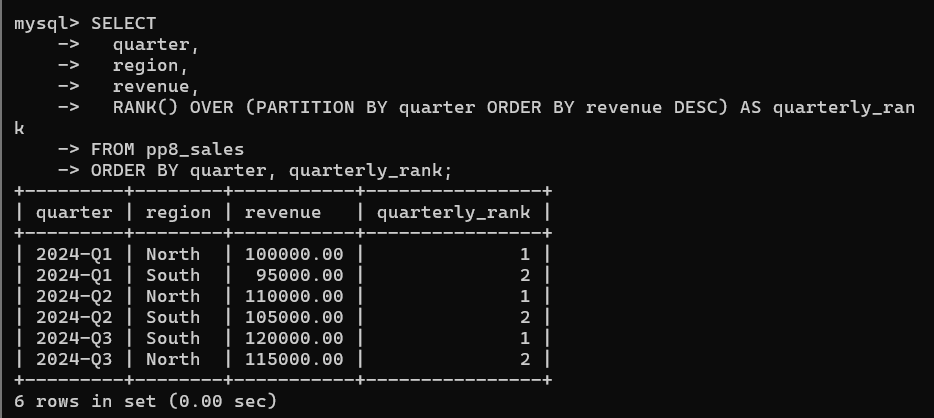 mysql> SELECT
    ->   quarter,
    ->   region,
    ->   revenue,
    ->   RANK() OVER (PARTITION BY quarter ORDER BY revenue DESC) AS quarterly_ran
k
    -> FROM pp8_sales
    -> ORDER BY quarter, quarterly_rank;
+---------+--------+-----------+----------------+
| quarter | region | revenue   | quarterly_rank |
+---------+--------+-----------+----------------+
| 2024-Q1 | North  | 100000.00 |              1 |
| 2024-Q1 | South  |  95000.00 |              2 |
| 2024-Q2 | North  | 110000.00 |              1 |
| 2024-Q2 | South  | 105000.00 |              2 |
| 2024-Q3 | South  | 120000.00 |              1 |
| 2024-Q3 | North  | 115000.00 |              2 |
+---------+--------+-----------+----------------+
6 rows in set (0.00 sec)